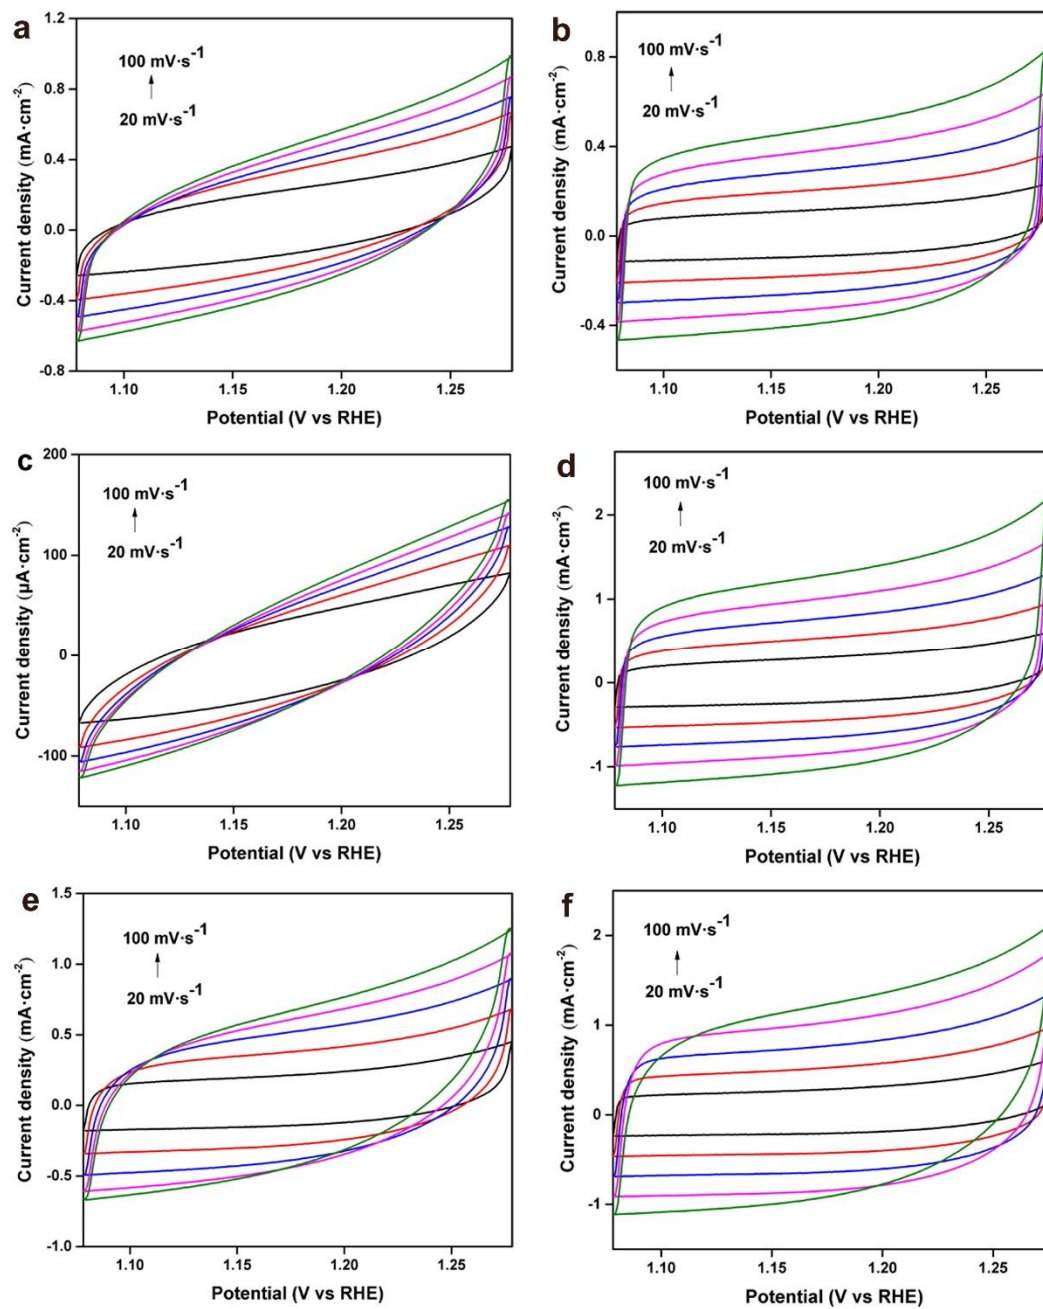 a
1.2
0.8
0.4
0.0
-0.4
-0.8
Current density (mA·cm-2)
100 mV·s-1
20 mV·s-1
1.10 1.15 1.20 1.25
Potential (V vs RHE)
b
0.8
0.4
0.0
-0.4
Current density (mA·cm-2)
100 mV·s-1
20 mV·s-1
1.10 1.15 1.20 1.25
Potential (V vs RHE)
c
200
100
0
-100
Current density (µA·cm-2)
100 mV·s-1
20 mV·s-1
1.10 1.15 1.20 1.25
Potential (V vs RHE)
d
2
1
0
-1
Current density (mA·cm-2)
100 mV·s-1
20 mV·s-1
1.10 1.15 1.20 1.25
Potential (V vs RHE)
e
1.5
1.0
0.5
0.0
-0.5
-1.0
Current density (mA·cm-2)
100 mV·s-1
20 mV·s-1
1.10 1.15 1.20 1.25
Potential (V vs RHE)
f
2
1
0
-1
Current density (mA·cm-2)
100 mV·s-1
20 mV·s-1
1.10 1.15 1.20 1.25
Potential (V vs RHE)